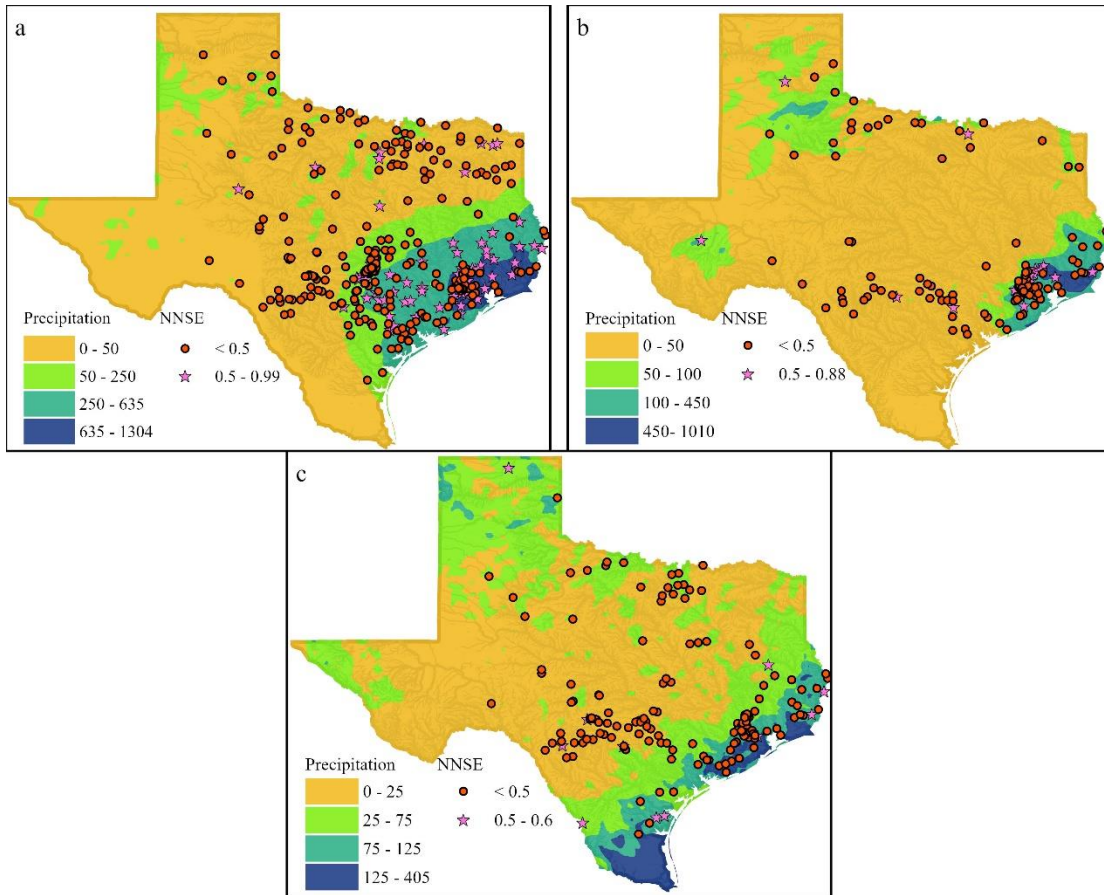 a
Precipitation NNSE
0 - 50 < 0.5
50 - 250 0.5 - 0.99
250 - 635
635 - 1304
b
Precipitation NNSE
0 - 50 < 0.5
50 - 100 0.5 - 0.88
100 - 450
450- 1010
c
Precipitation NNSE
0 - 25 < 0.5
25 - 75 0.5 - 0.6
75 - 125
125 - 405